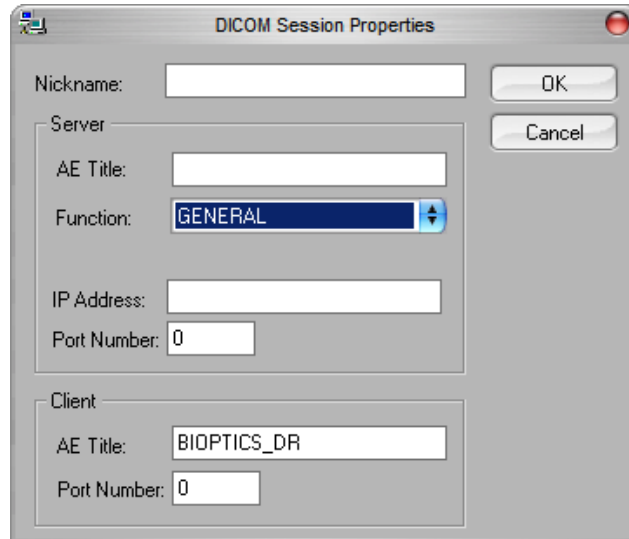 DICOM Session Properties
Nickname:
OK
Cancel
Server
AE Title:
Function: GENERAL
IP Address:
Port Number: 0
Client
AE Title: BIOPTICS_DR
Port Number: 0